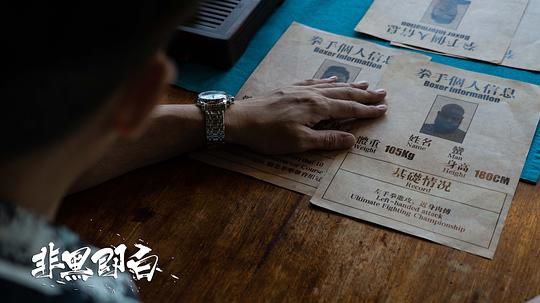 拳手個人信息
Boxer Information
拳手個人信息
Boxer Information
拳手個人信息
Boxer Information
體重
Weight
105Kg
姓名
Name
蠻
Man
身高
Height
180CM
基礎情況
Record
左手拳進攻，近身肉搏
Left-handed attack
Ultimate Fighting Championship
非黑即白